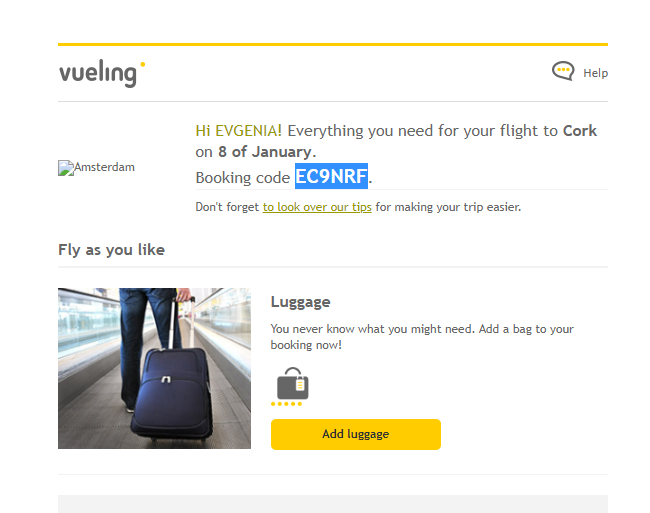 vueling
Help
Hi EVGENIA! Everything you need for your flight to Cork
on 8 of January.
Amsterdam
Booking code EC9NRF.
Don't forget to look over our tips for making your trip easier.
Fly as you like
Luggage
You never know what you might need. Add a bag to your
booking now!
Add luggage